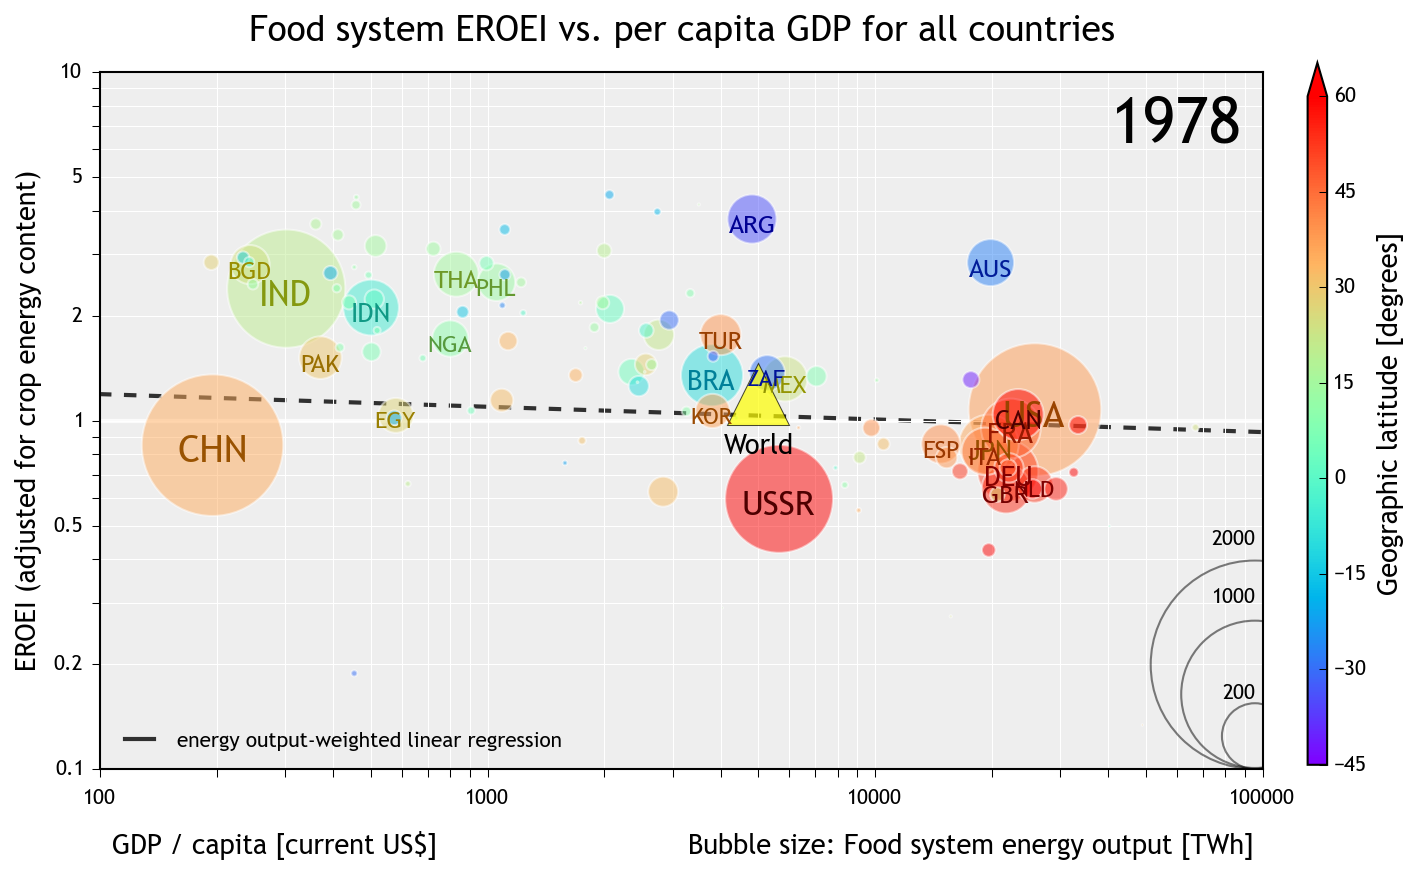 Food system EROEI vs. per capita GDP for all countries
1978
EROEI (adjusted for crop energy content)
10
5
2
1
0.5
0.2
0.1
ARG
AUS
BGD
IND
THA
PHL
IDN
NGA
PAK
TUR
BRA
ZAF
MEX
EGY
KOR
World
CHN
USSR
USA
CAN
FRA
ESP
ITA
JPN
DEU
GBR
NLD
2000
1000
200
energy output-weighted linear regression
100
1000
10000
100000
GDP / capita [current US$]
Bubble size: Food system energy output [TWh]
60
45
30
15
0
−15
−30
−45
Geographic latitude [degrees]